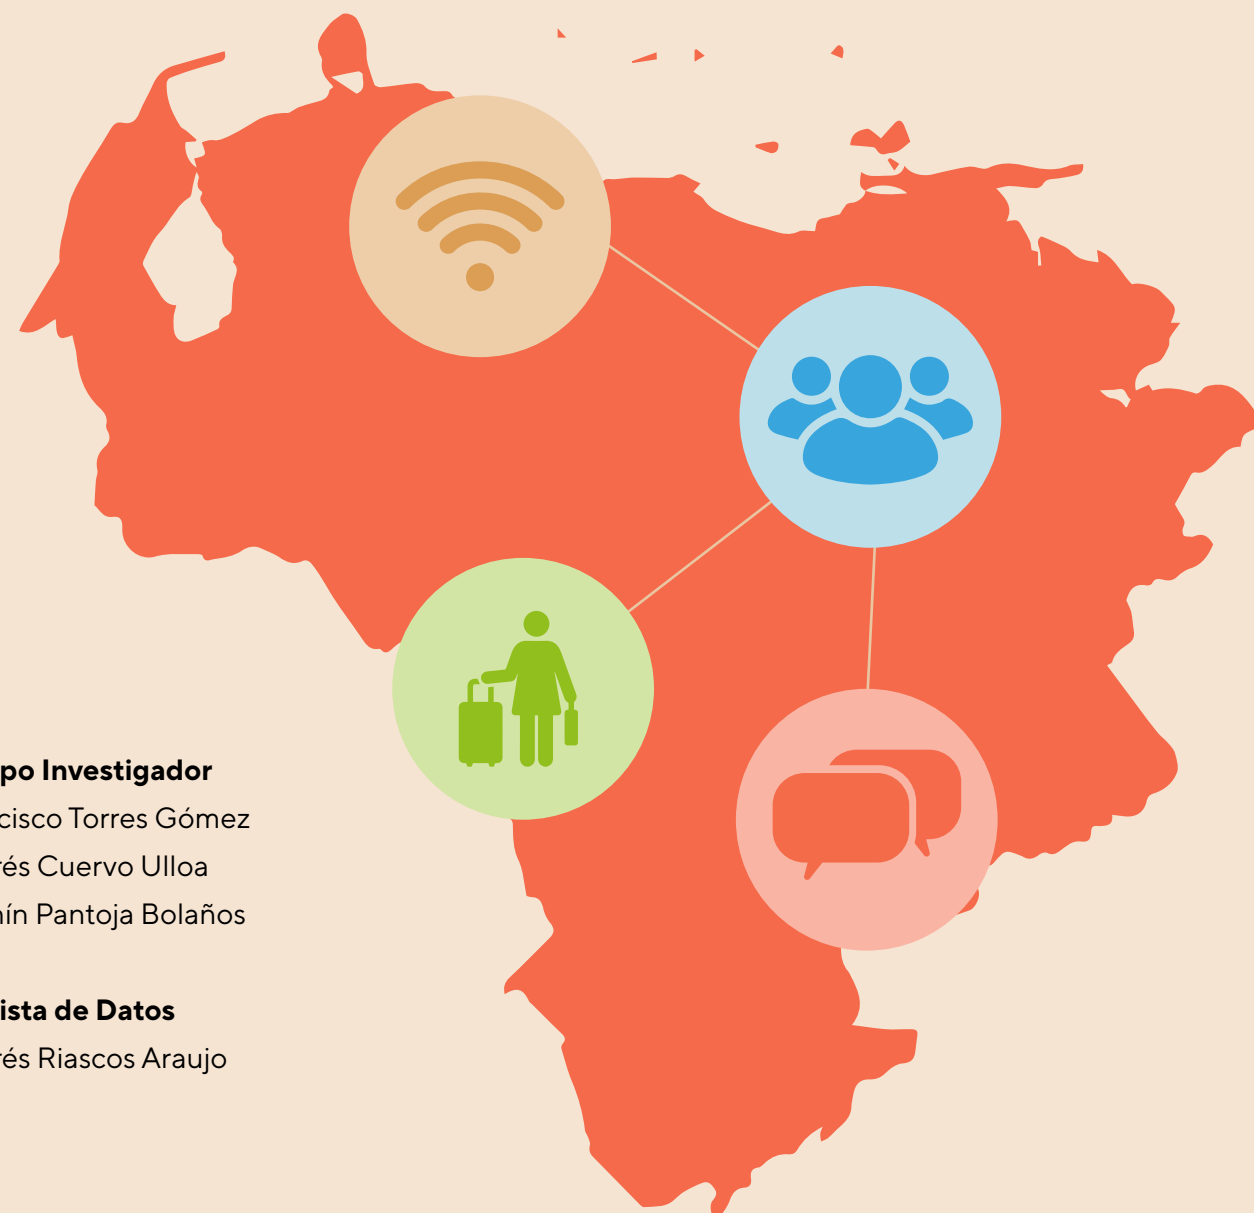 po Investigador
cisco Torres Gómez
rés Cuervo Ulloa
ín Pantoja Bolaños
ista de Datos
rés Riascos Araujo